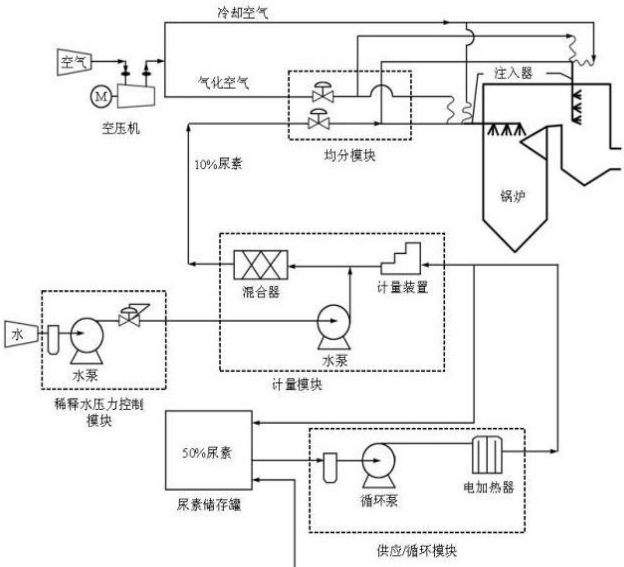 冷却空气
空气
M
空压机
气化空气
注入器
均分模块
10%尿素
锅炉
混合器
计量装置
水
水泵
水泵
计量模块
稀释水压力控制
模块
50%尿素
尿素储存罐
循环泵
电加热器
供应/循环模块